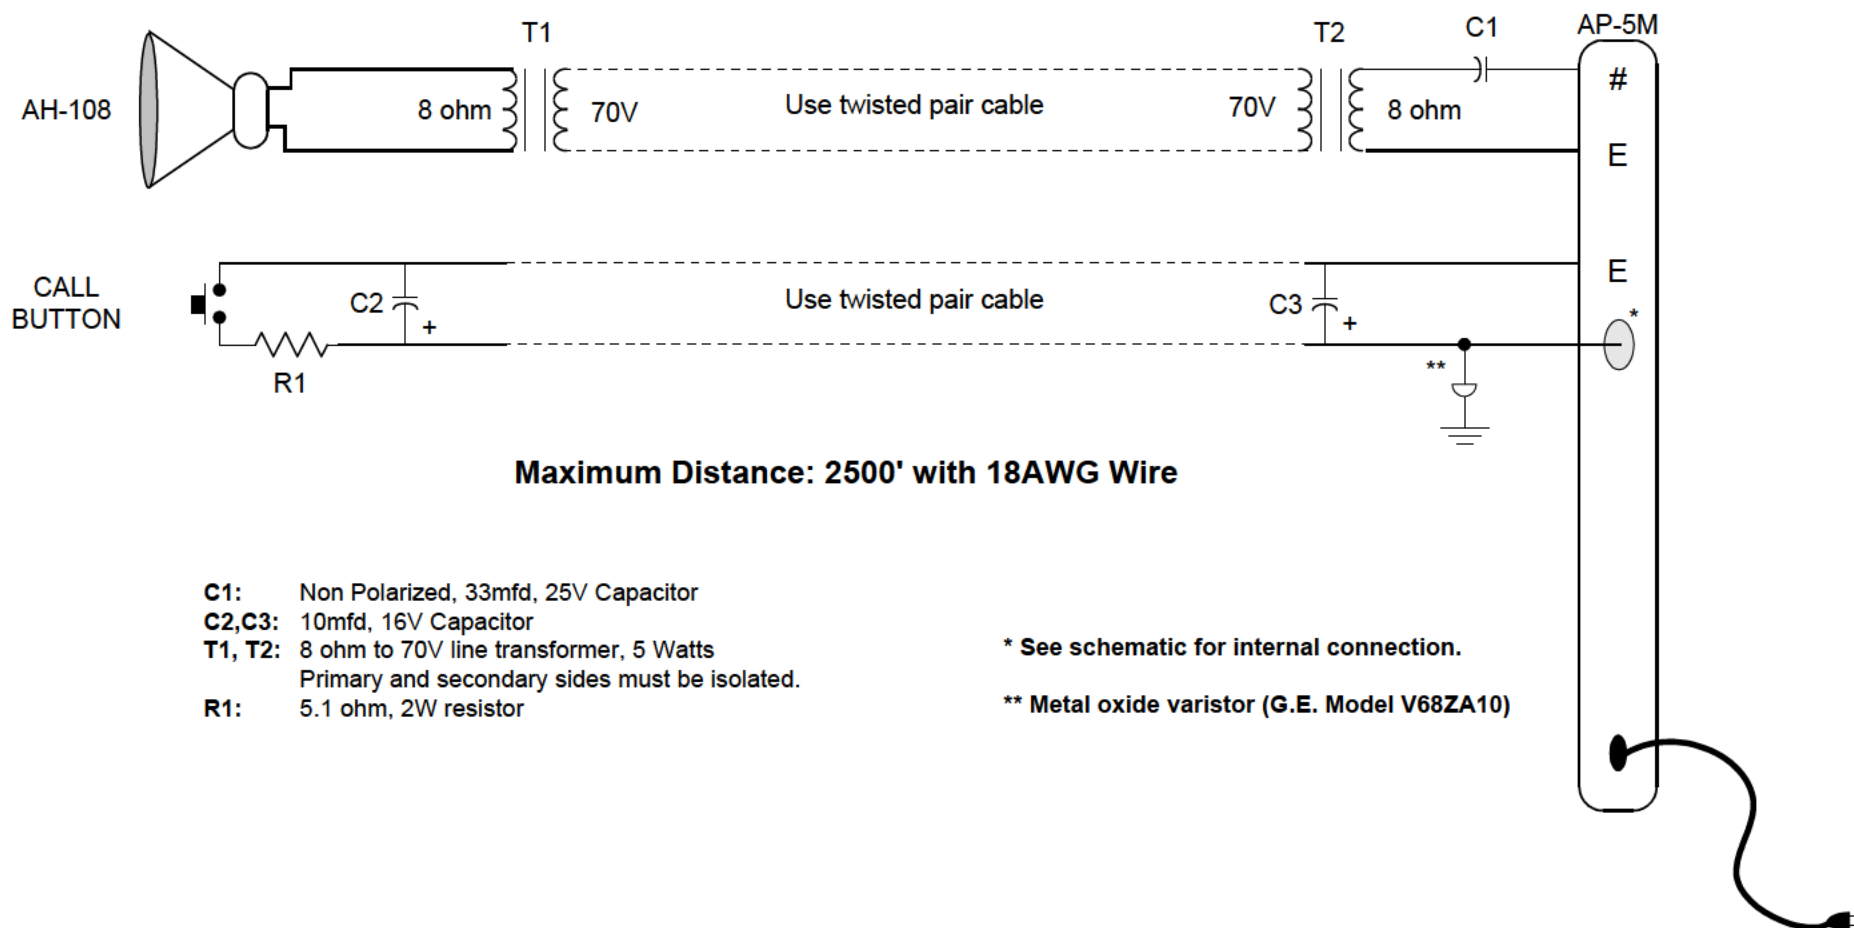 T1
T2
C1
AP-5M
AH-108
8 ohm
70V
Use twisted pair cable
70V
8 ohm
#
E
CALL
BUTTON
C2
+
Use twisted pair cable
C3
+
E
*
R1
**
Maximum Distance: 2500' with 18AWG Wire
C1: Non Polarized, 33mfd, 25V Capacitor
C2,C3: 10mfd, 16V Capacitor
T1, T2: 8 ohm to 70V line transformer, 5 Watts
Primary and secondary sides must be isolated.
R1: 5.1 ohm, 2W resistor
* See schematic for internal connection.
** Metal oxide varistor (G.E. Model V68ZA10)